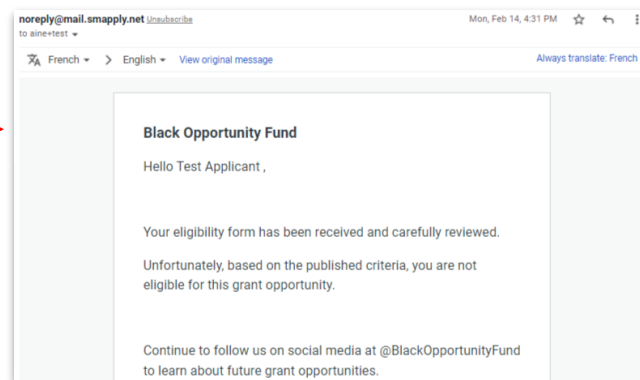 noreply@mail.smapply.net Unsubscribe Mon, Feb 14, 4:31 PM
to aine+test
French > English View original message Always translate: French
Black Opportunity Fund
Hello Test Applicant ,
Your eligibility form has been received and carefully reviewed.
Unfortunately, based on the published criteria, you are not
eligible for this grant opportunity.
Continue to follow us on social media at @BlackOpportunityFund
to learn about future grant opportunities.